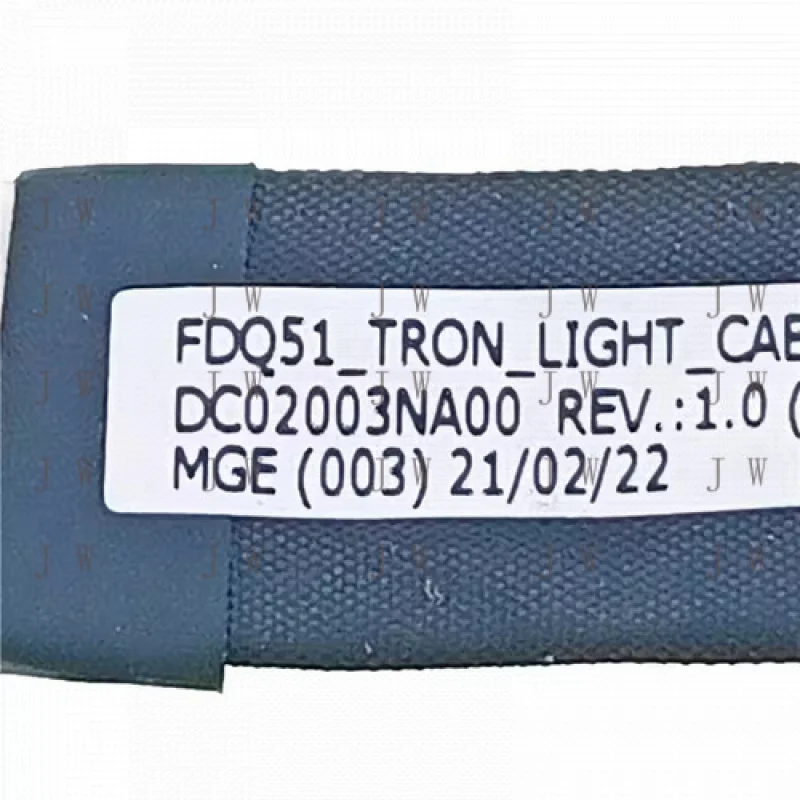 FDQ51_TRON_LIGHT_CAB
DC02003NA00 REV.:1.0 (
MGE (003) 21/02/22
J W J W J W J W J W
J W J W J W J W
J W J W J W J W J W
J W J W J W J W J W
J W J W J W J W J W